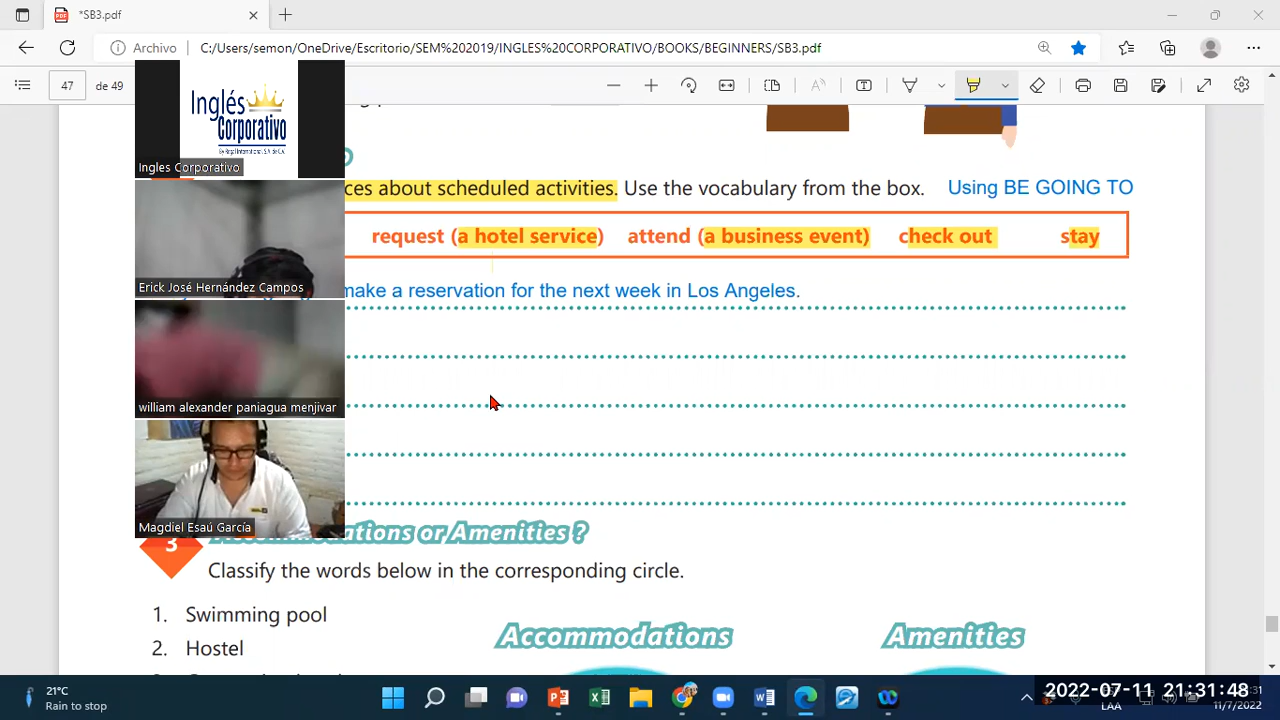 *SB3.pdf
Archivo C:/Users/semon/OneDrive/Escritorio/SEM%202019/INGLES%20CORPORATIVO/BOOKS/BEGINNERS/SB3.pdf
47 de 49
Inglés
Corporativo
Ingles Corporativo
ces about scheduled activities. Use the vocabulary from the box. Using BE GOING TO
request (a hotel service) attend (a business event) check out stay
Erick José Hernández Campos
make a reservation for the next week in Los Angeles.
william alexander paniagua menjivar
Magdiel Esaú García
3
or Amenities ?
Classify the words below in the corresponding circle.
1. Swimming pool
2. Hostel
Accommodations Amenities
21°C
Rain to stop
LAA
2022-07-11 21:31:48
11/7/2022